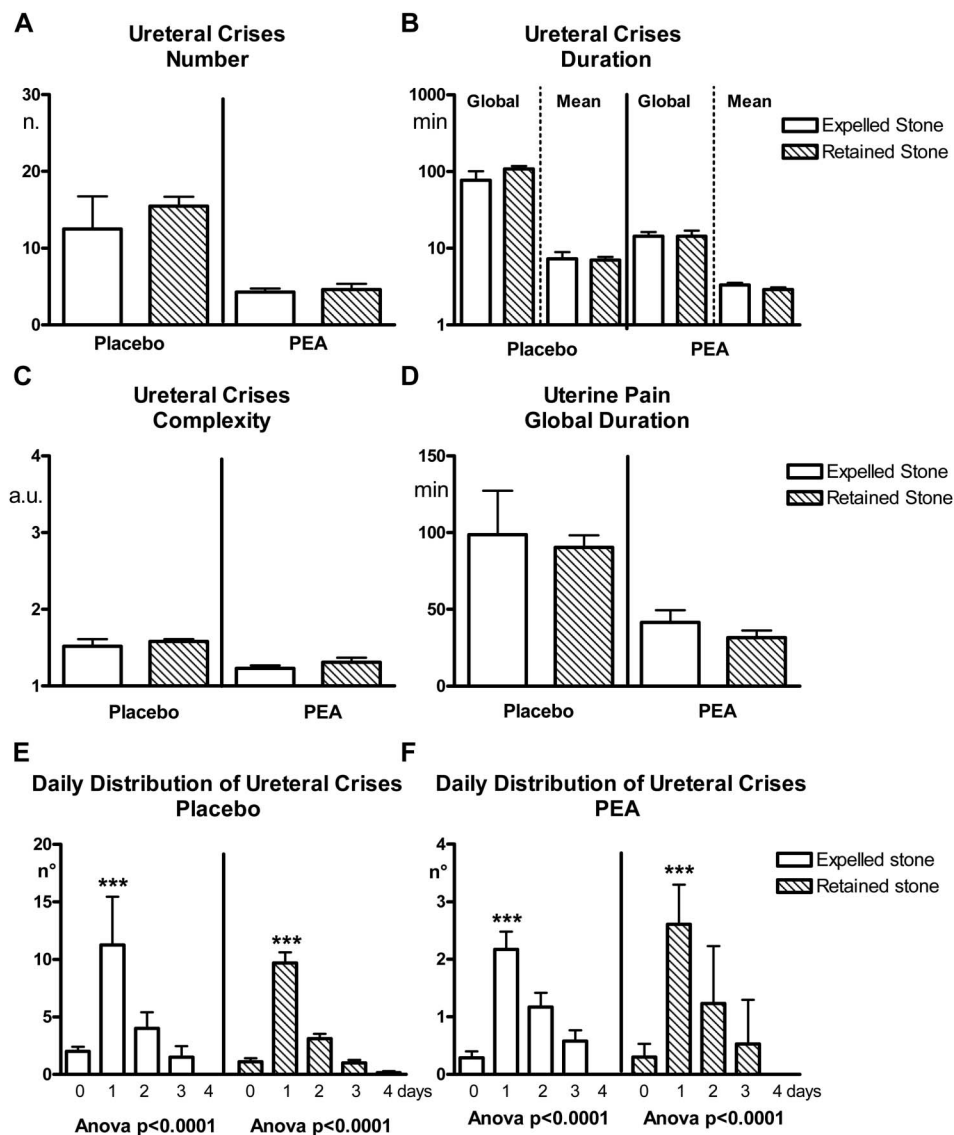 A
Ureteral Crises
Number
30
n.
20
10
0
Placebo
PEA
B
Ureteral Crises
Duration
1000
min
100
10
1
Global
Mean
Global
Mean
Placebo
PEA
Expelled Stone
Retained Stone
C
Ureteral Crises
Complexity
4
a.u.
3
2
1
Placebo
PEA
D
Uterine Pain
Global Duration
150
min
100
50
0
Placebo
PEA
Expelled Stone
Retained Stone
E
Daily Distribution of Ureteral Crises
Placebo
20
n°
15
10
5
0
***
***
0 1 2 3 4 0 1 2 3 4 days
Anova p<0.0001 Anova p<0.0001
F
Daily Distribution of Ureteral Crises
PEA
4
n°
3
2
1
0
***
***
0 1 2 3 4 0 1 2 3 4 days
Anova p<0.0001 Anova p<0.0001
Expelled stone
Retained stone